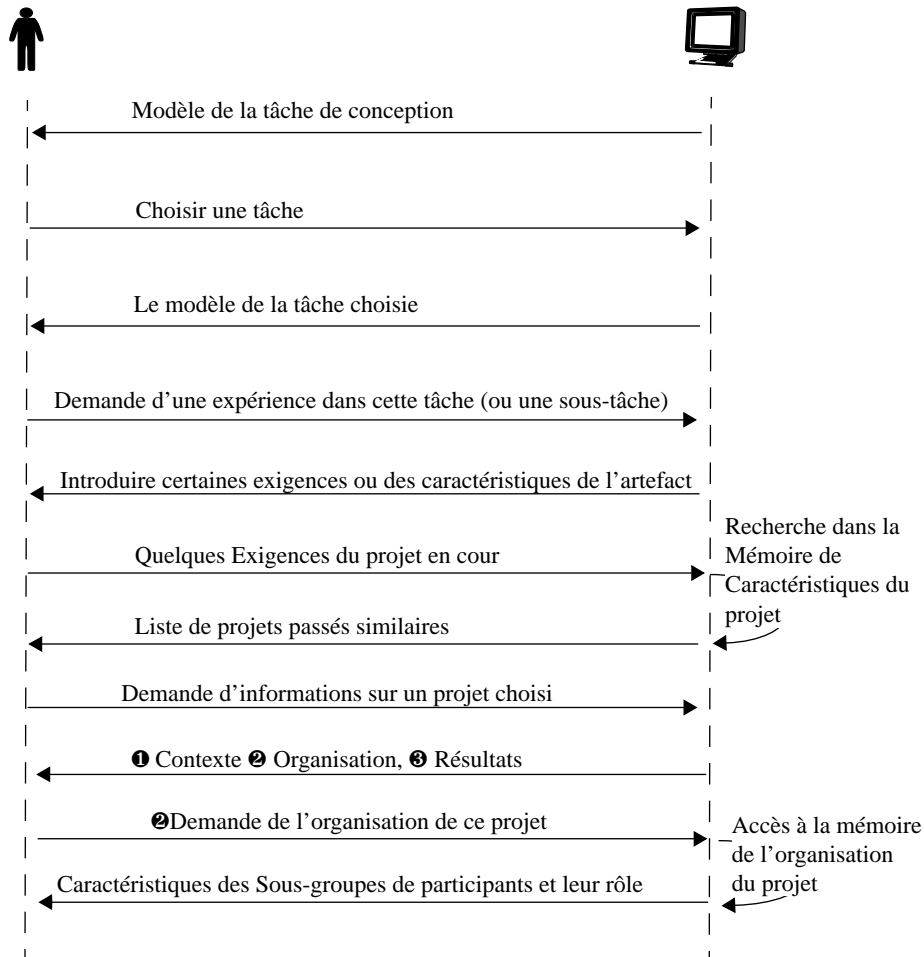 Modèle de la tâche de conception
Choisir une tâche
Le modèle de la tâche choisie
Demande d’une expérience dans cette tâche (ou une sous-tâche)
Introduire certaines exigences ou des caractéristiques de l’artefact
Quelques Exigences du projet en cour
Recherche dans la
Mémoire de
Caractéristiques du
projet
Liste de projets passés similaires
Demande d’informations sur un projet choisi
❶ Contexte ❷ Organisation, ❸ Résultats
❷Demande de l’organisation de ce projet
Accès à la mémoire
de l’organisation
du projet
Caractéristiques des Sous-groupes de participants et leur rôle